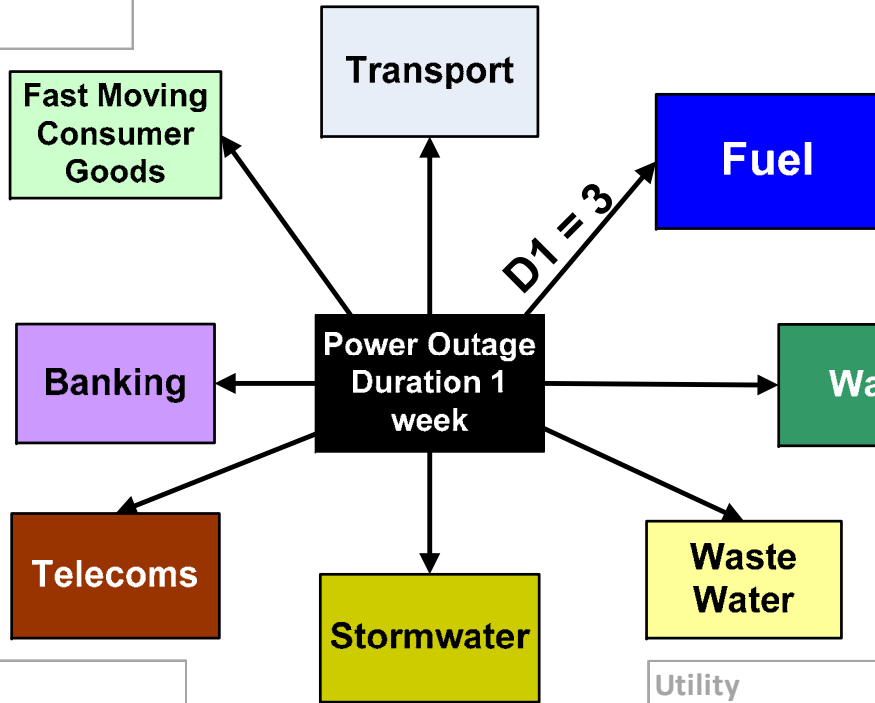 Transport
Fast Moving
Consumer
Goods
Fuel
D1 = 3
Power Outage
Duration 1
week
Banking
Telecoms
Stormwater
Waste
Water
Utility